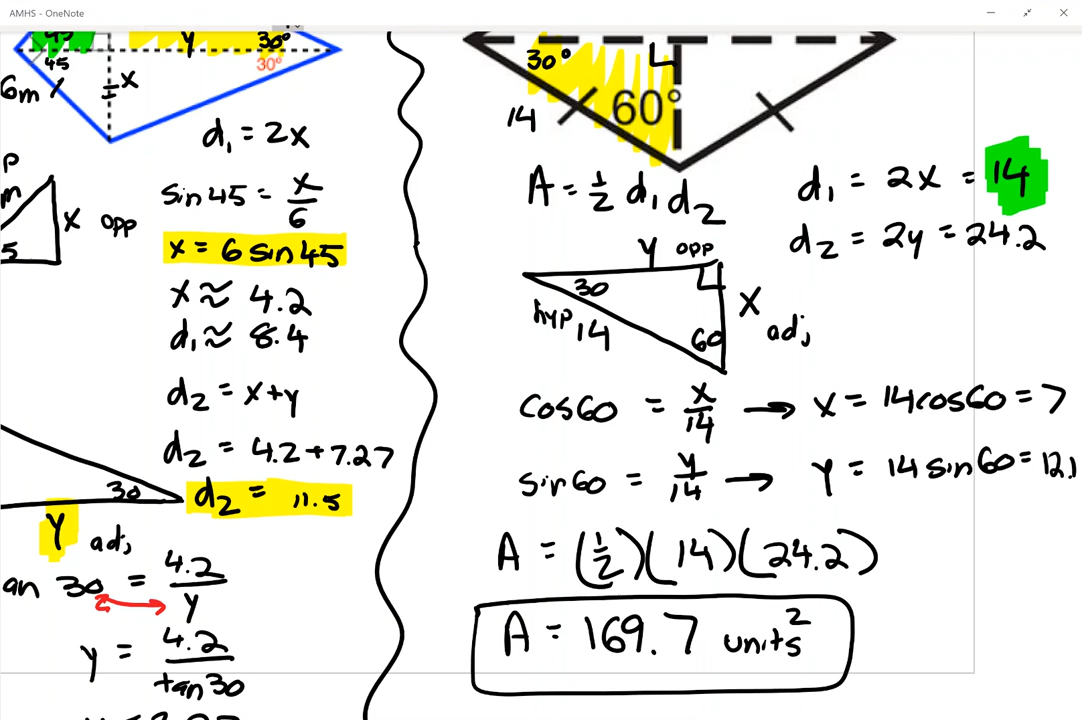 AMHS - OneNote
45
y
30°
30°
45
6m
= x
d₁ = 2x
sin 45 = x/6
x = 6 sin 45
x ≈ 4.2
d₁ ≈ 8.4
d₂ = x+y
d₂ = 4.2 + 7.27
d₂ = 11.5
P
m
x opp
5
30
y adj
an 30 = 4.2/y
y = 4.2/tan 30
30°
60°
14
A = 1/2 d₁ d₂
d₁ = 2x = 14
d₂ = 2y = 24.2
y opp
30
hyp 14
60
x adj
cos 60 = x/14 → x = 14 cos 60 = 7
sin 60 = y/14 → y = 14 sin 60 = 12.1
A = (1/2)(14)(24.2)
A = 169.7 units²